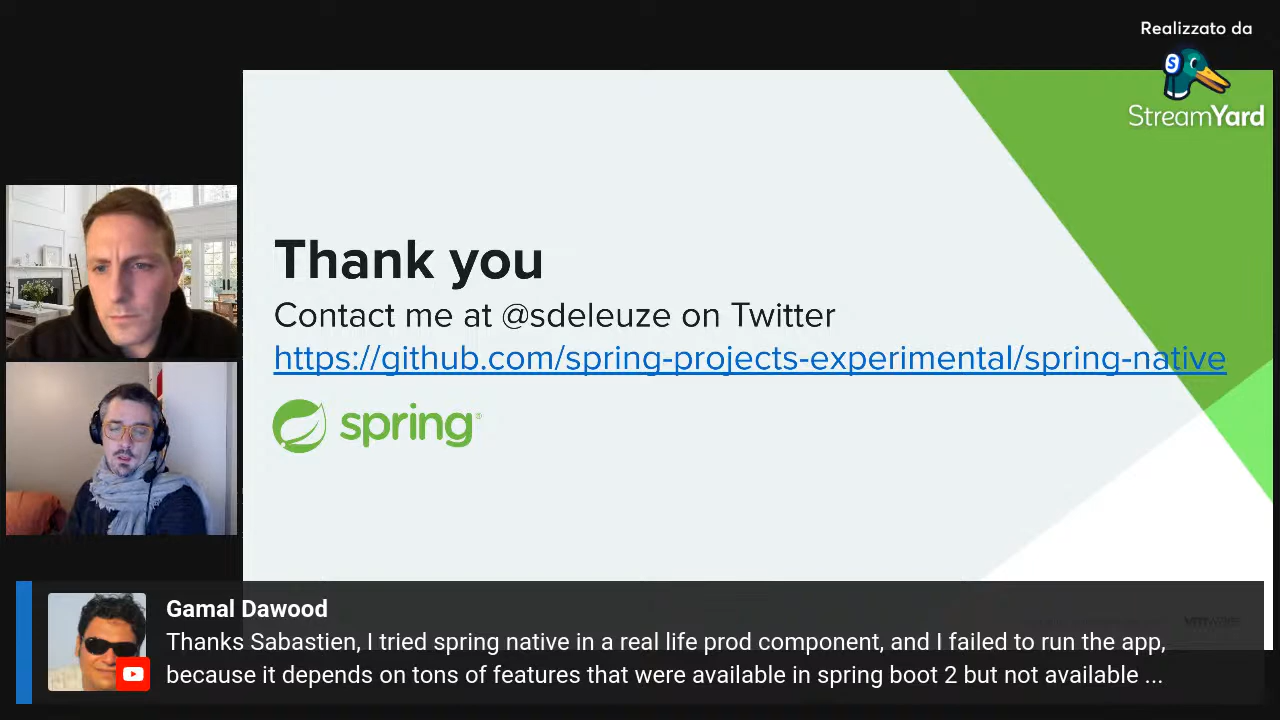 Realizzato da
StreamYard
Thank you
Contact me at @sdeleuze on Twitter
https://github.com/spring-projects-experimental/spring-native
spring®
Gamal Dawood
Thanks Sabastien, I tried spring native in a real life prod component, and I failed to run the app,
because it depends on tons of features that were available in spring boot 2 but not available ...